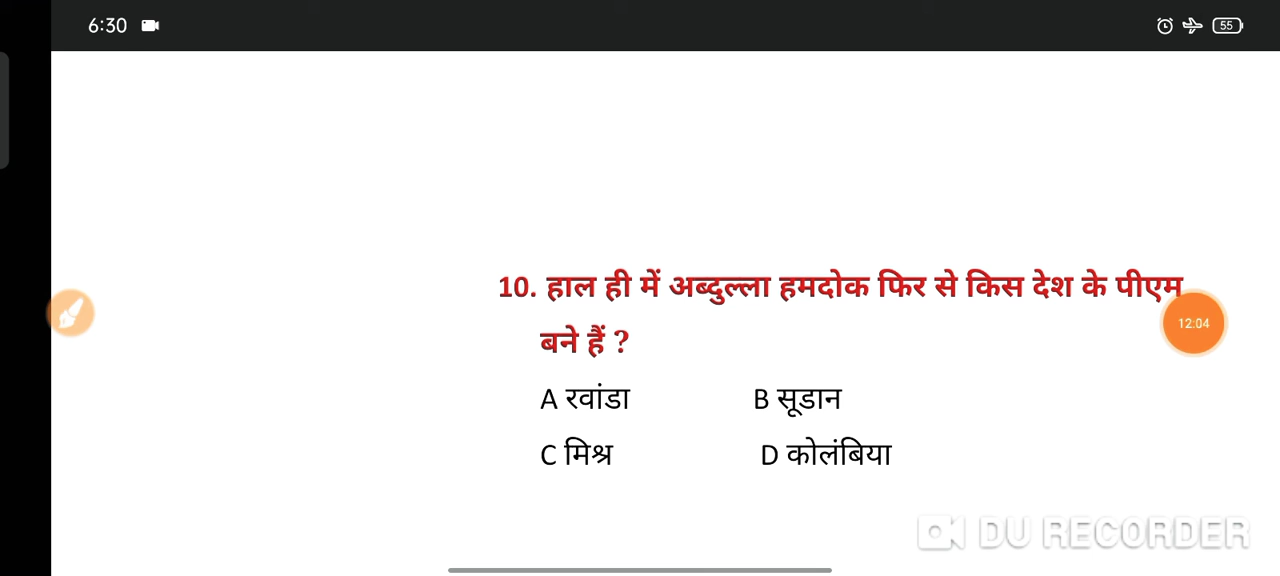 6:30
55
10. हाल ही में अब्दुल्ला हमदोक फिर से किस देश के पीएम
12:04
बने हैं ?
A रवांडा B सूडान
C मिश्र D कोलंबिया
DU RECORDER